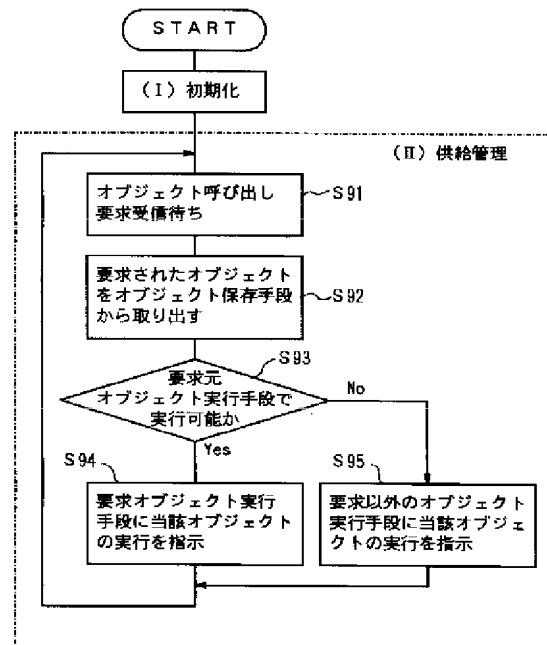 START
(I)初期化
(II)供給管理
オブジェクト呼び出し
要求受信待ち
S91
要求されたオブジェクト
をオブジェクト保存手段
から取り出す
S92
S93
要求元
オブジェクト実行手段で
実行可能か
No
Yes
S94
要求オブジェクト実行
手段に当該オブジェクト
の実行を指示
S95
要求以外のオブジェクト
実行手段に当該オブジェ
クトの実行を指示